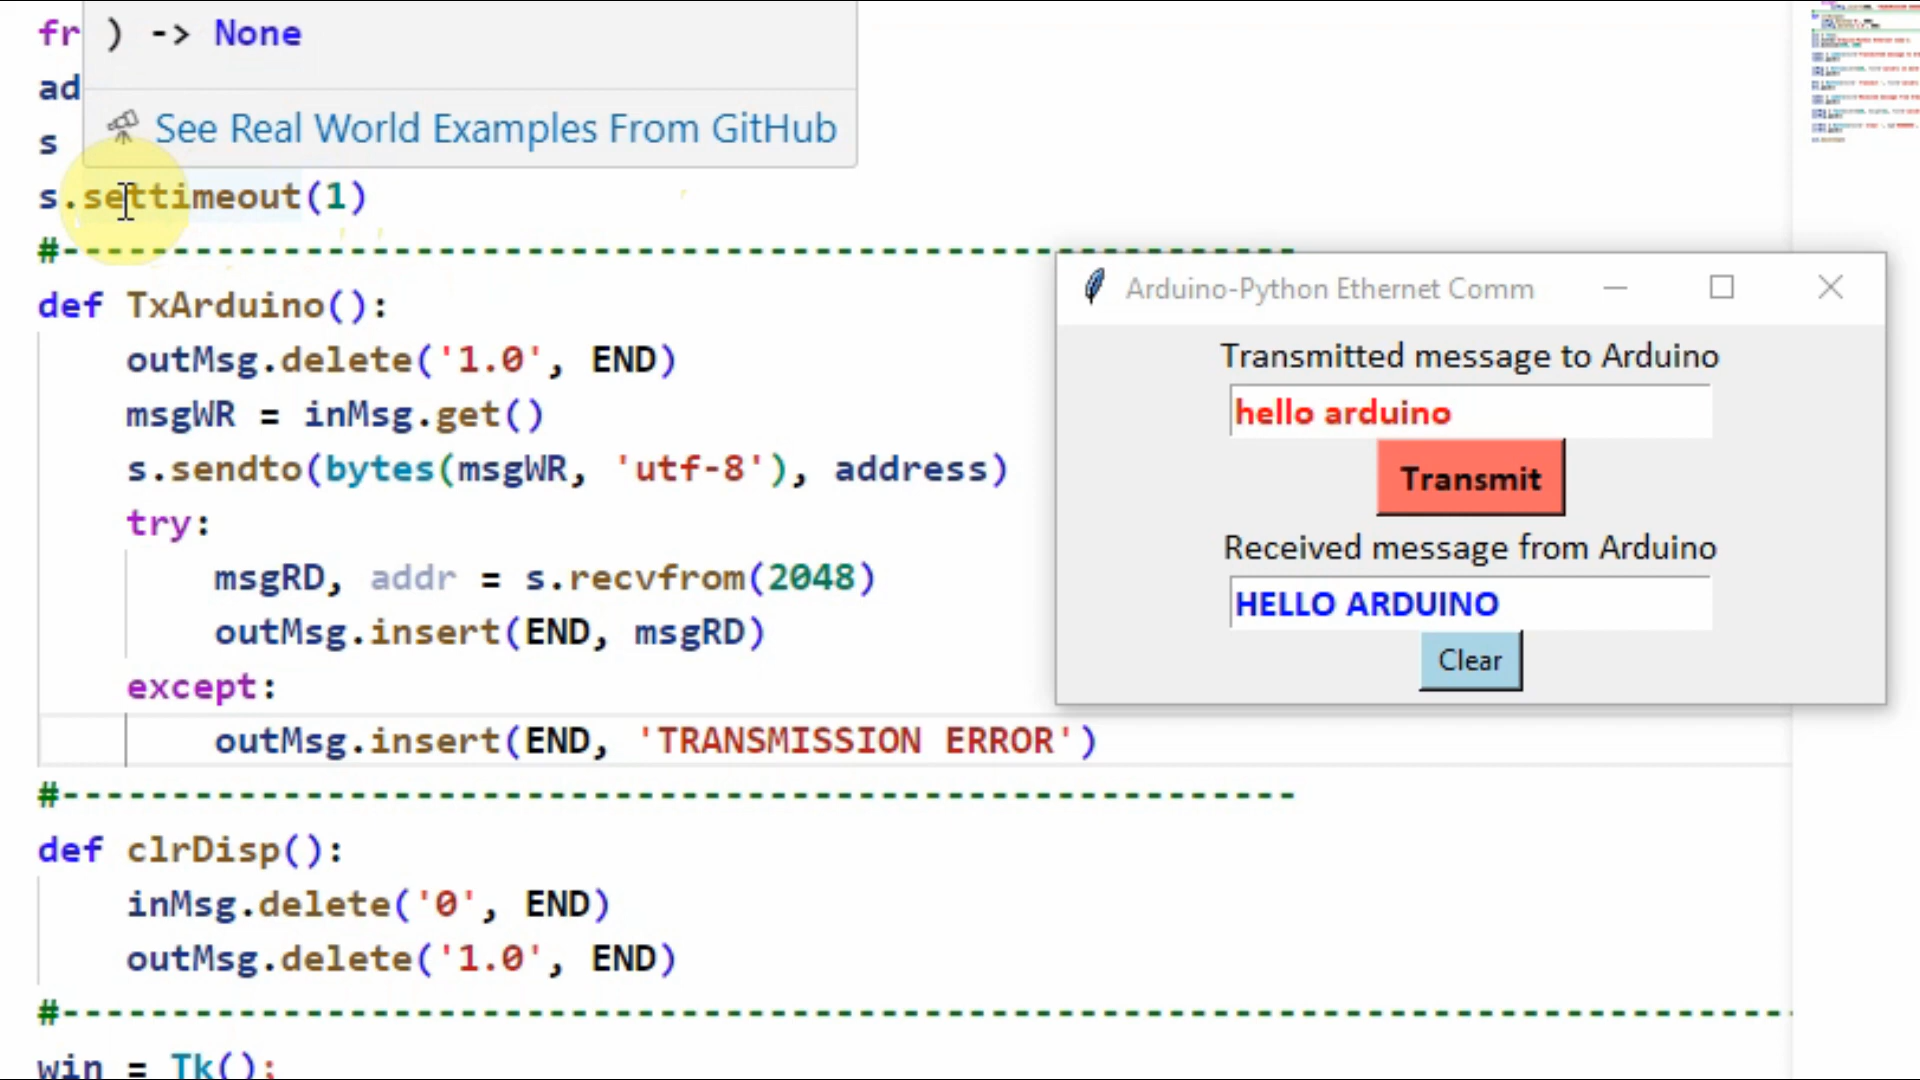 fr ) -> None
ad
See Real World Examples From GitHub
s
s.settimeout(1)
#--------------------------------------------------------
def TxArduino():
outMsg.delete('1.0', END)
msgWR = inMsg.get()
s.sendto(bytes(msgWR, 'utf-8'), address)
try:
msgRD, addr = s.recvfrom(2048)
outMsg.insert(END, msgRD)
except:
outMsg.insert(END, 'TRANSMISSION ERROR')
#--------------------------------------------------------
def clrDisp():
inMsg.delete('0', END)
outMsg.delete('1.0', END)
#-------------------------------------------------------------------------------
win = Tk();
Arduino-Python Ethernet Comm
Transmitted message to Arduino
hello arduino
Transmit
Received message from Arduino
HELLO ARDUINO
Clear